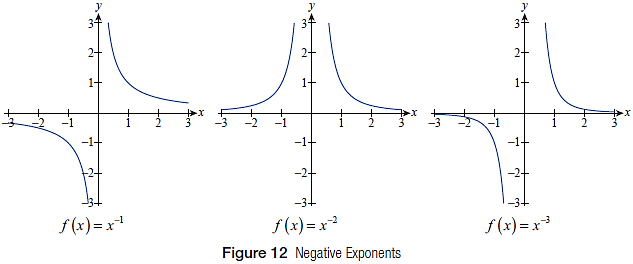 y y y
3 3 3
2 2 2
1 1 1
-3 -2 -1 1 2 3 x -3 -2 -1 1 2 3 x -3 -2 -1 1 2 3 x
-1 -1 -1
-2 -2 -2
-3 -3 -3
f(x) = x⁻¹ f(x) = x⁻² f(x) = x⁻³
Figure 12 Negative Exponents